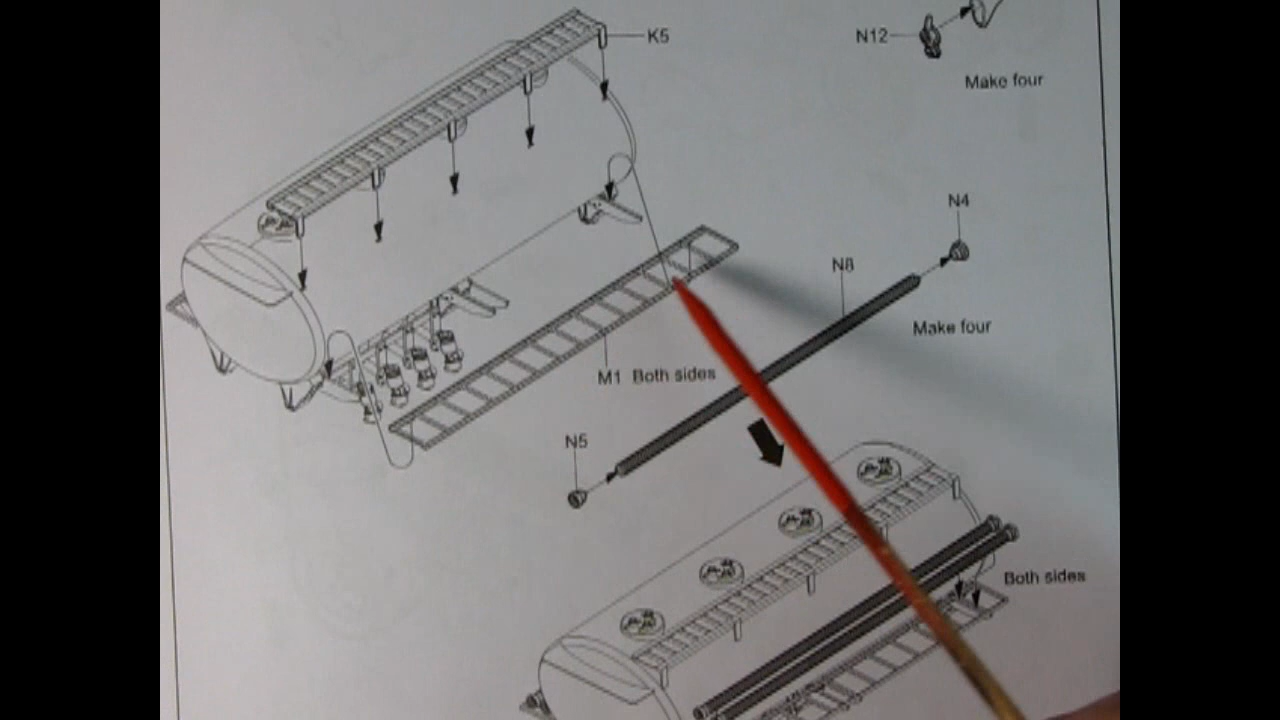 K5
N12
Make four
N4
N8
Make four
M1 Both sides
N5
Both sides